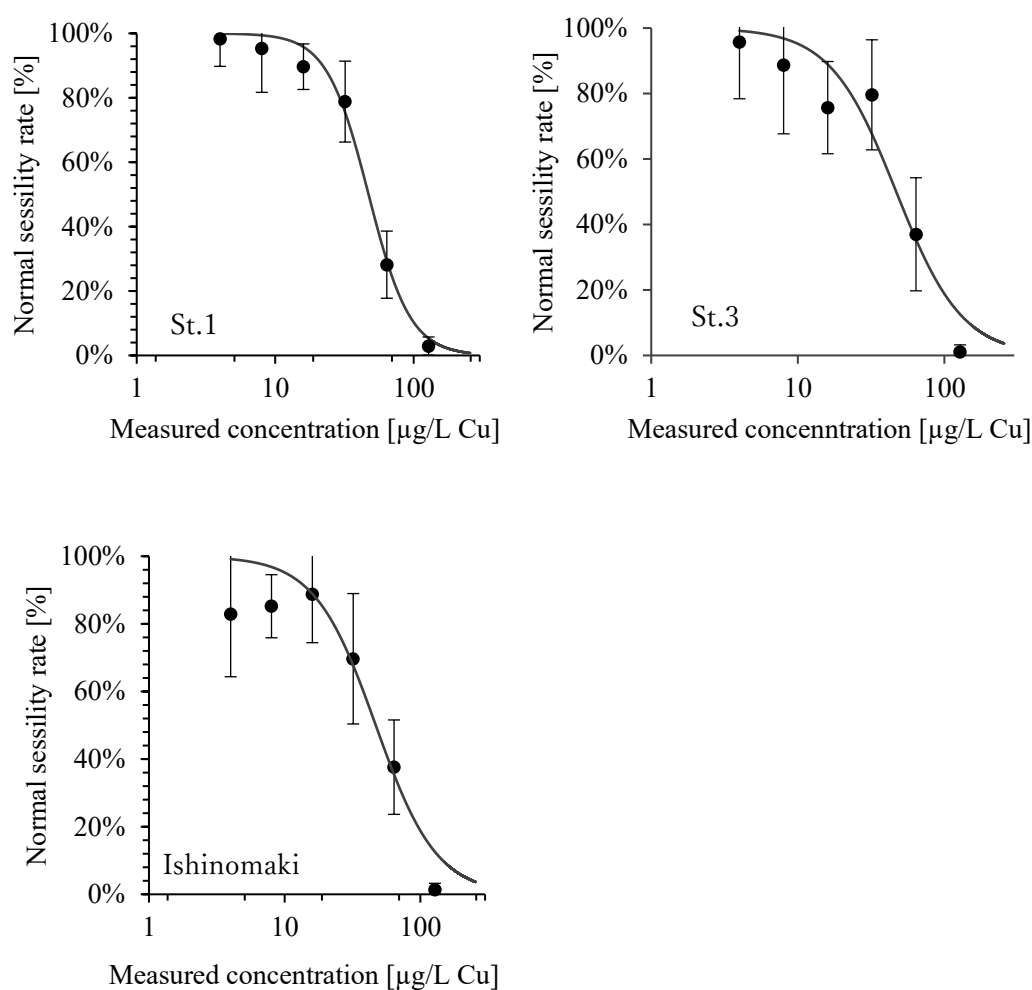 100%
80%
60%
40%
20%
0%
Normal sessility rate [%]
St.1
1 10 100
Measured concentration [µg/L Cu]
100%
80%
60%
40%
20%
0%
Normal sessility rate [%]
St.3
1 10 100
Measured concenntration [µg/L Cu]
100%
80%
60%
40%
20%
0%
Normal sessility rate [%]
Ishinomaki
1 10 100
Measured concentration [µg/L Cu]